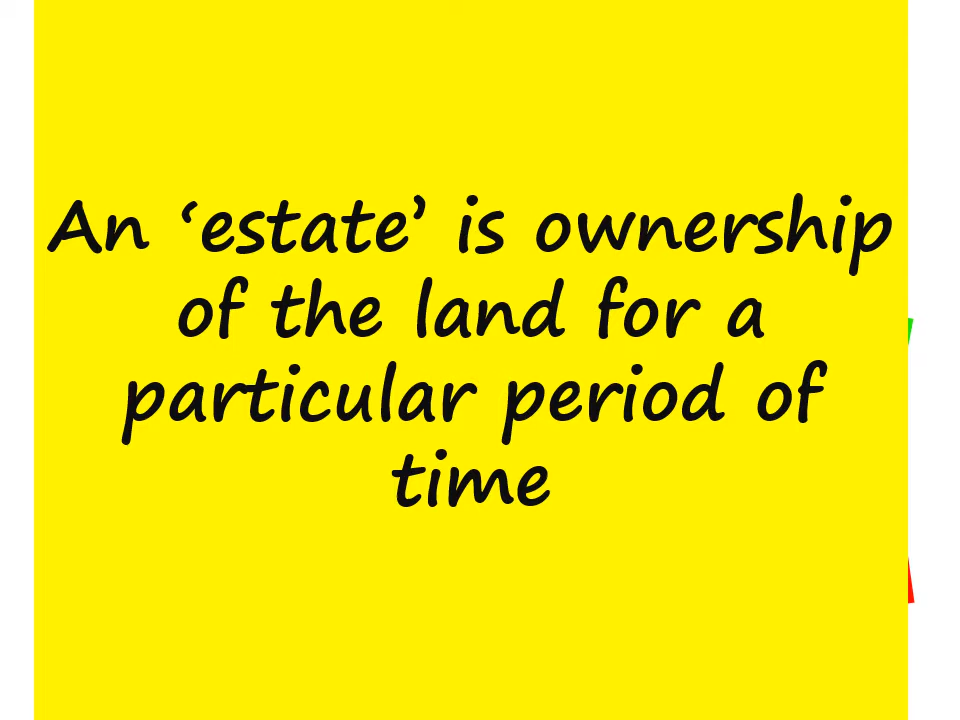 An ‘estate’ is ownership
of the land for a
particular period of
time